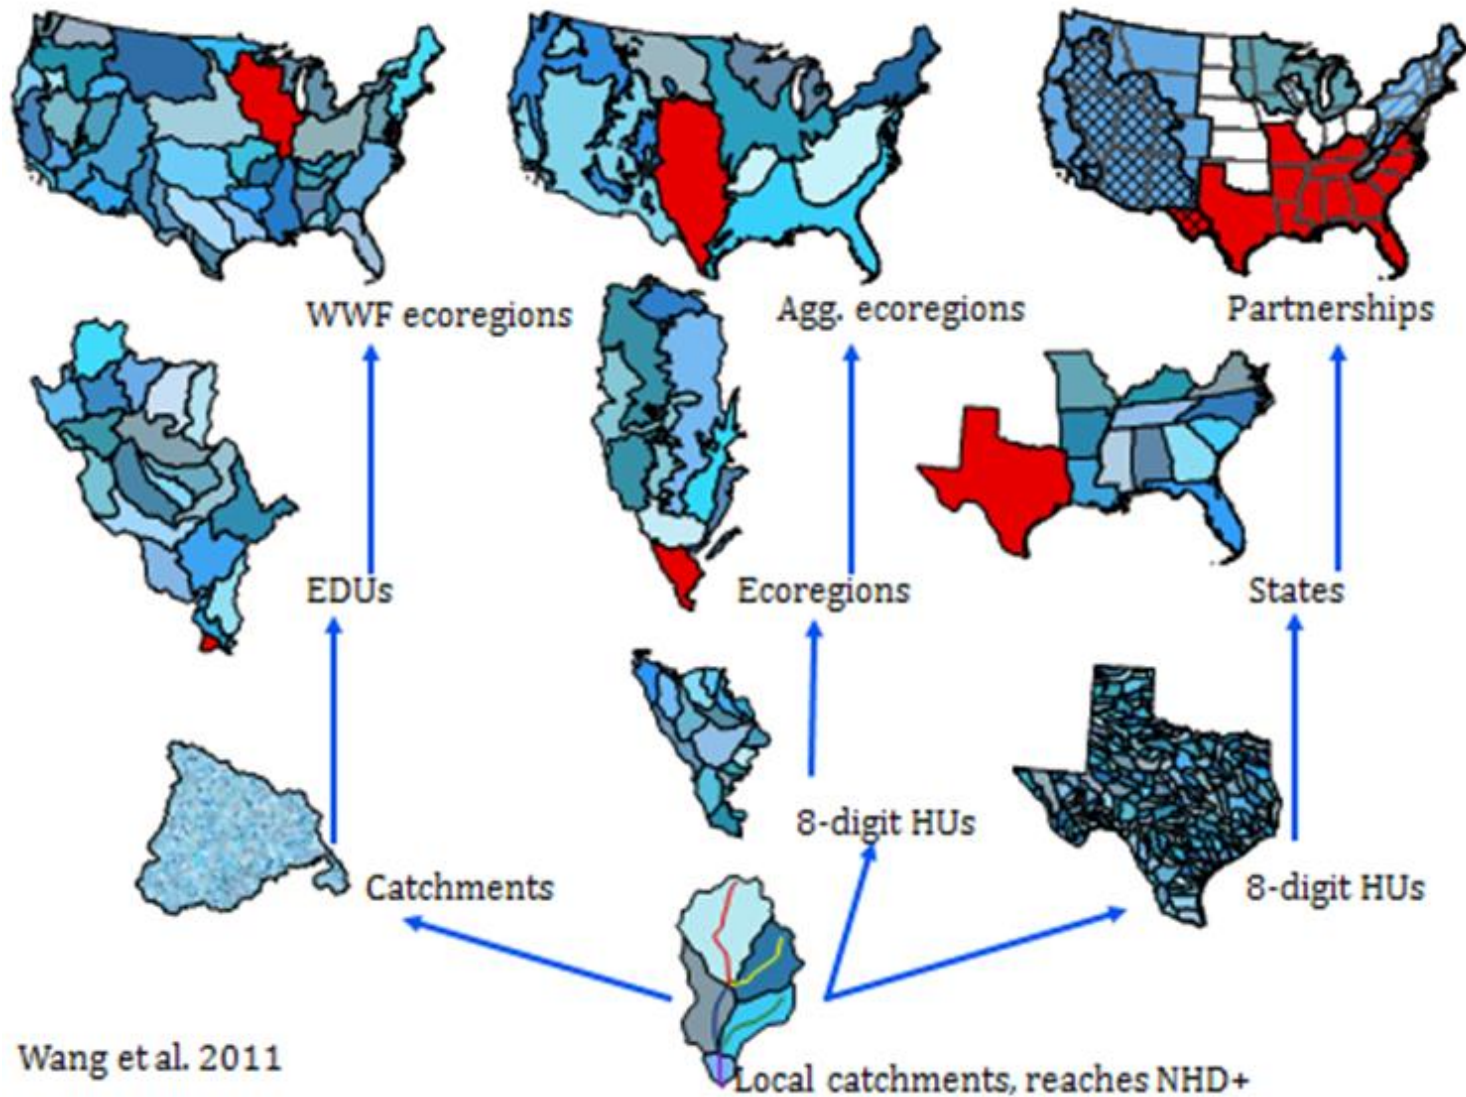 WWF ecoregions
Agg. ecoregions
Partnerships
EDUs
Ecoregions
States
8-digit HUs
Catchments
8-digit HUs
Wang et al. 2011
Local catchments, reaches NHD+